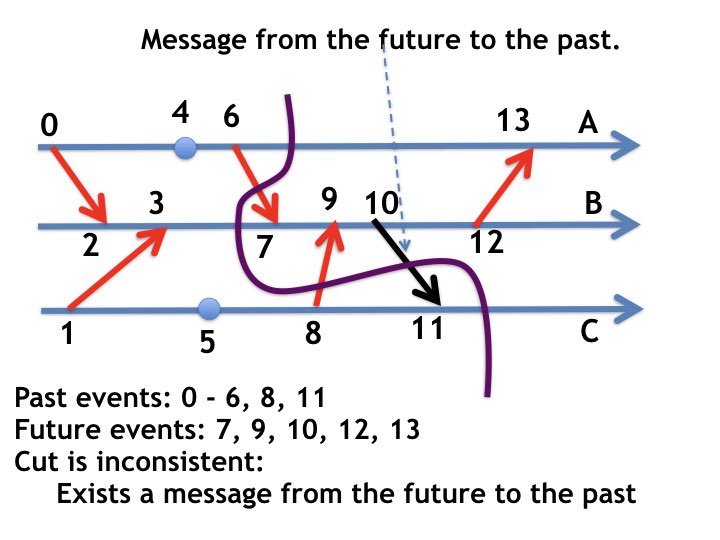 Message from the future to the past.
0 4 6 13 A
3 9 10 B
2 7 12
1 5 8 11 C
Past events: 0 - 6, 8, 11
Future events: 7, 9, 10, 12, 13
Cut is inconsistent:
Exists a message from the future to the past